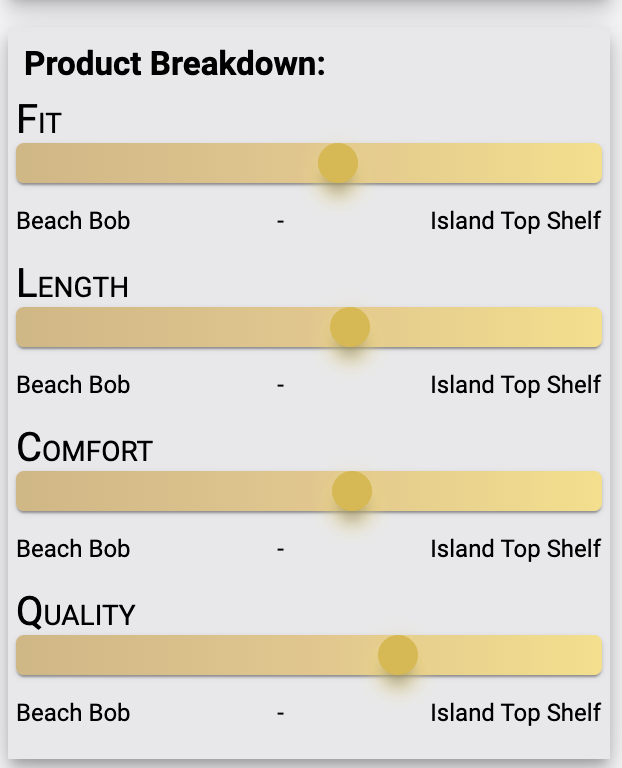 Product Breakdown:
Fit
Beach Bob - Island Top Shelf
Length
Beach Bob - Island Top Shelf
Comfort
Beach Bob - Island Top Shelf
Quality
Beach Bob - Island Top Shelf